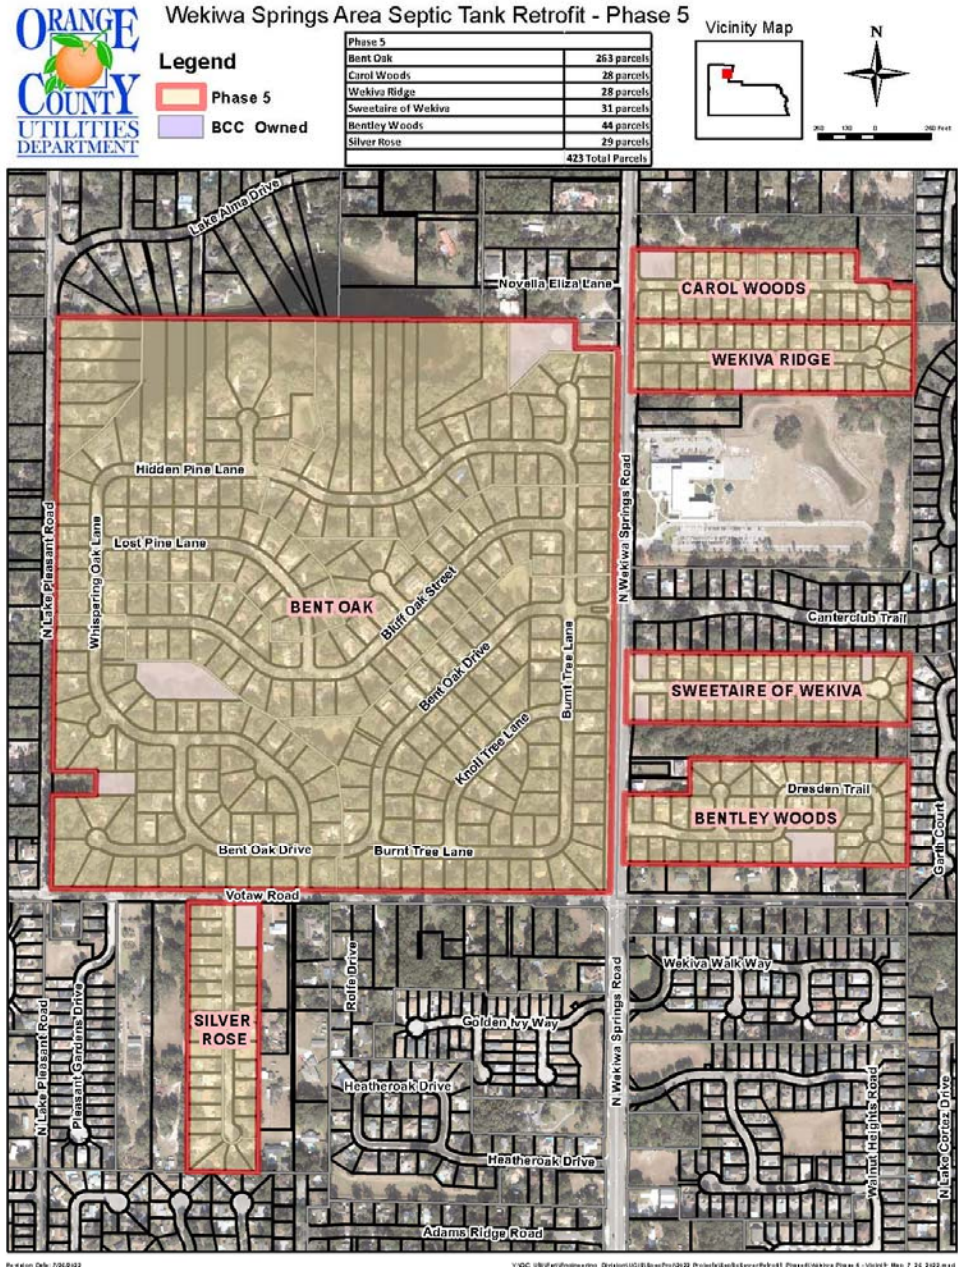 Wekiwa Springs Area Septic Tank Retrofit - Phase 5
ORANGE
COUNTY
UTILITIES
DEPARTMENT
Legend
Phase 5
BCC Owned
Phase 5
Bent Oak 263 parcels
Carol Woods 28 parcels
Wekiva Ridge 28 parcels
Sweetaire of Wekiva 31 parcels
Bentley Woods 44 parcels
Silver Rose 29 parcels
423 Total Parcels
Vicinity Map
N
260 130 0 260 Feet
Lake Alma Drive
Novella Eliza Lane
CAROL WOODS
WEKIVA RIDGE
Hidden Pine Lane
N Lake Pleasant Road
Whispering Oak Lane
Lost Pine Lane
BENT OAK
Bluff Oak Street
Bent Oak Drive
Knoll Tree Lane
Burnt Tree Lane
N Wekiwa Springs Road
Canterclub Trail
SWEETAIRE OF WEKIVA
Dresden Trail
BENTLEY WOODS
Garth Court
Bent Oak Drive
Burnt Tree Lane
Votaw Road
N Lake Pleasant Road
Pleasant Gardens Drive
SILVER
ROSE
Rolfe Drive
Golden Ivy Way
Heatheroak Drive
Heatheroak Drive
Adams Ridge Road
N Wekiwa Springs Road
Wekiva Walk Way
Walnut Heights Road
N Lake Cortez Drive